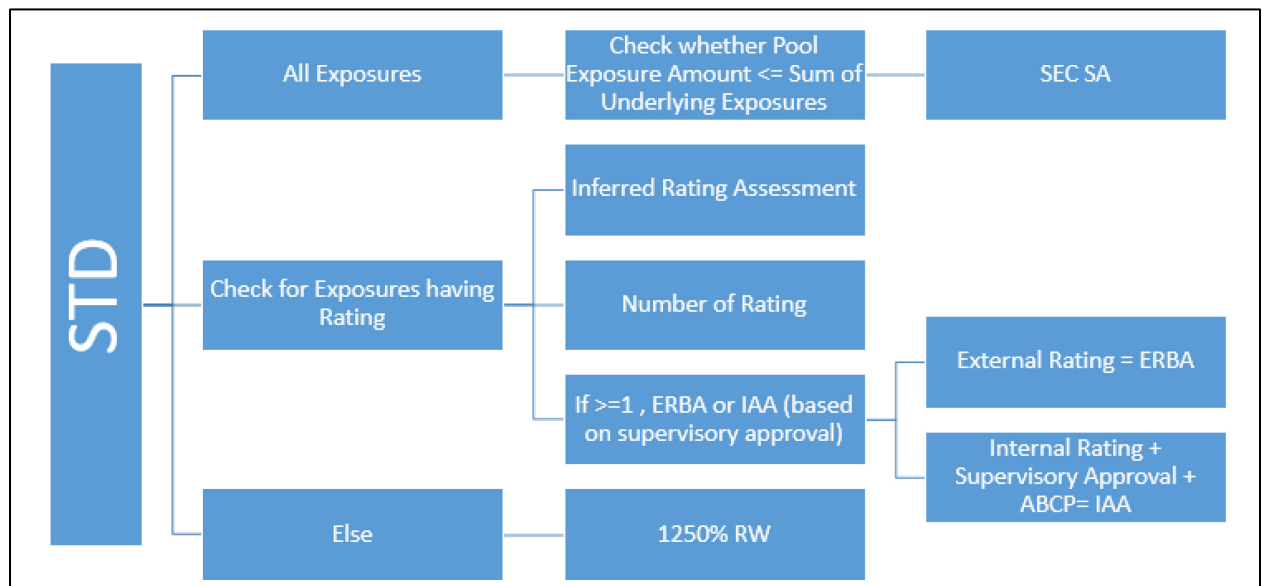 STD
All Exposures
Check whether Pool
Exposure Amount <= Sum of
Underlying Exposures
SEC SA
Check for Exposures having
Rating
Inferred Rating Assessment
Number of Rating
If >=1 , ERBA or IAA (based
on supervisory approval)
External Rating = ERBA
Internal Rating +
Supervisory Approval +
ABCP= IAA
Else
1250% RW